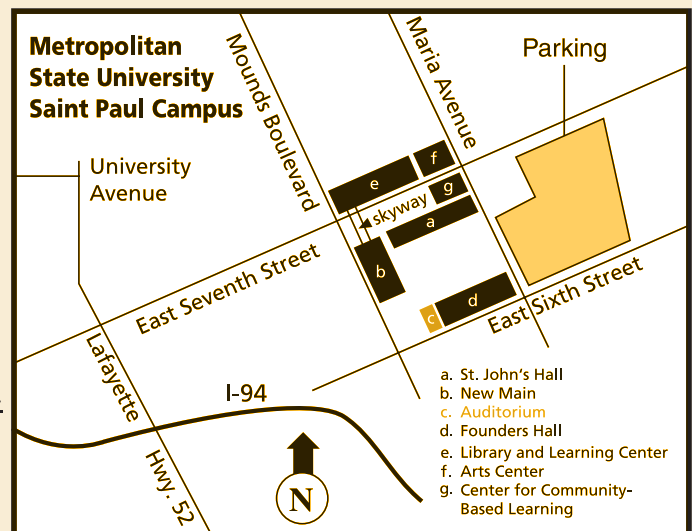 Metropolitan
State University
Saint Paul Campus
Mounds Boulevard
Maria Avenue
Parking
University
Avenue
f
e
g
skyway
a
b
East Seventh Street
d
c
East Sixth Street
Lafayette
I-94
Hwy. 52
N
a. St. John's Hall
b. New Main
c. Auditorium
d. Founders Hall
e. Library and Learning Center
f. Arts Center
g. Center for Community-
Based Learning